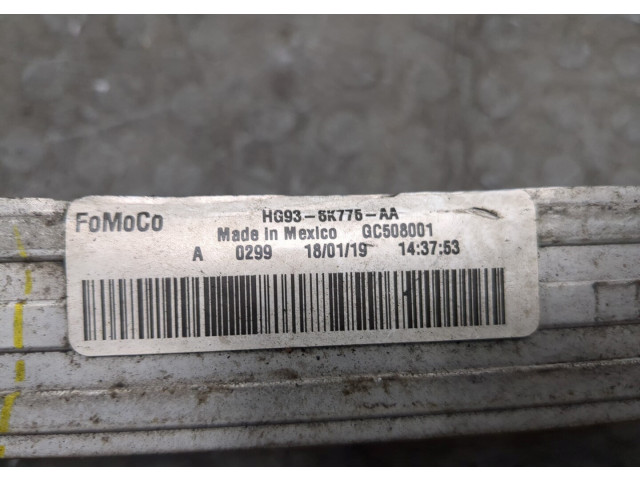 FoMoCo HG93-6K775-AA
Made in Mexico GC508001
A 0299 18/01/19 14:37:53